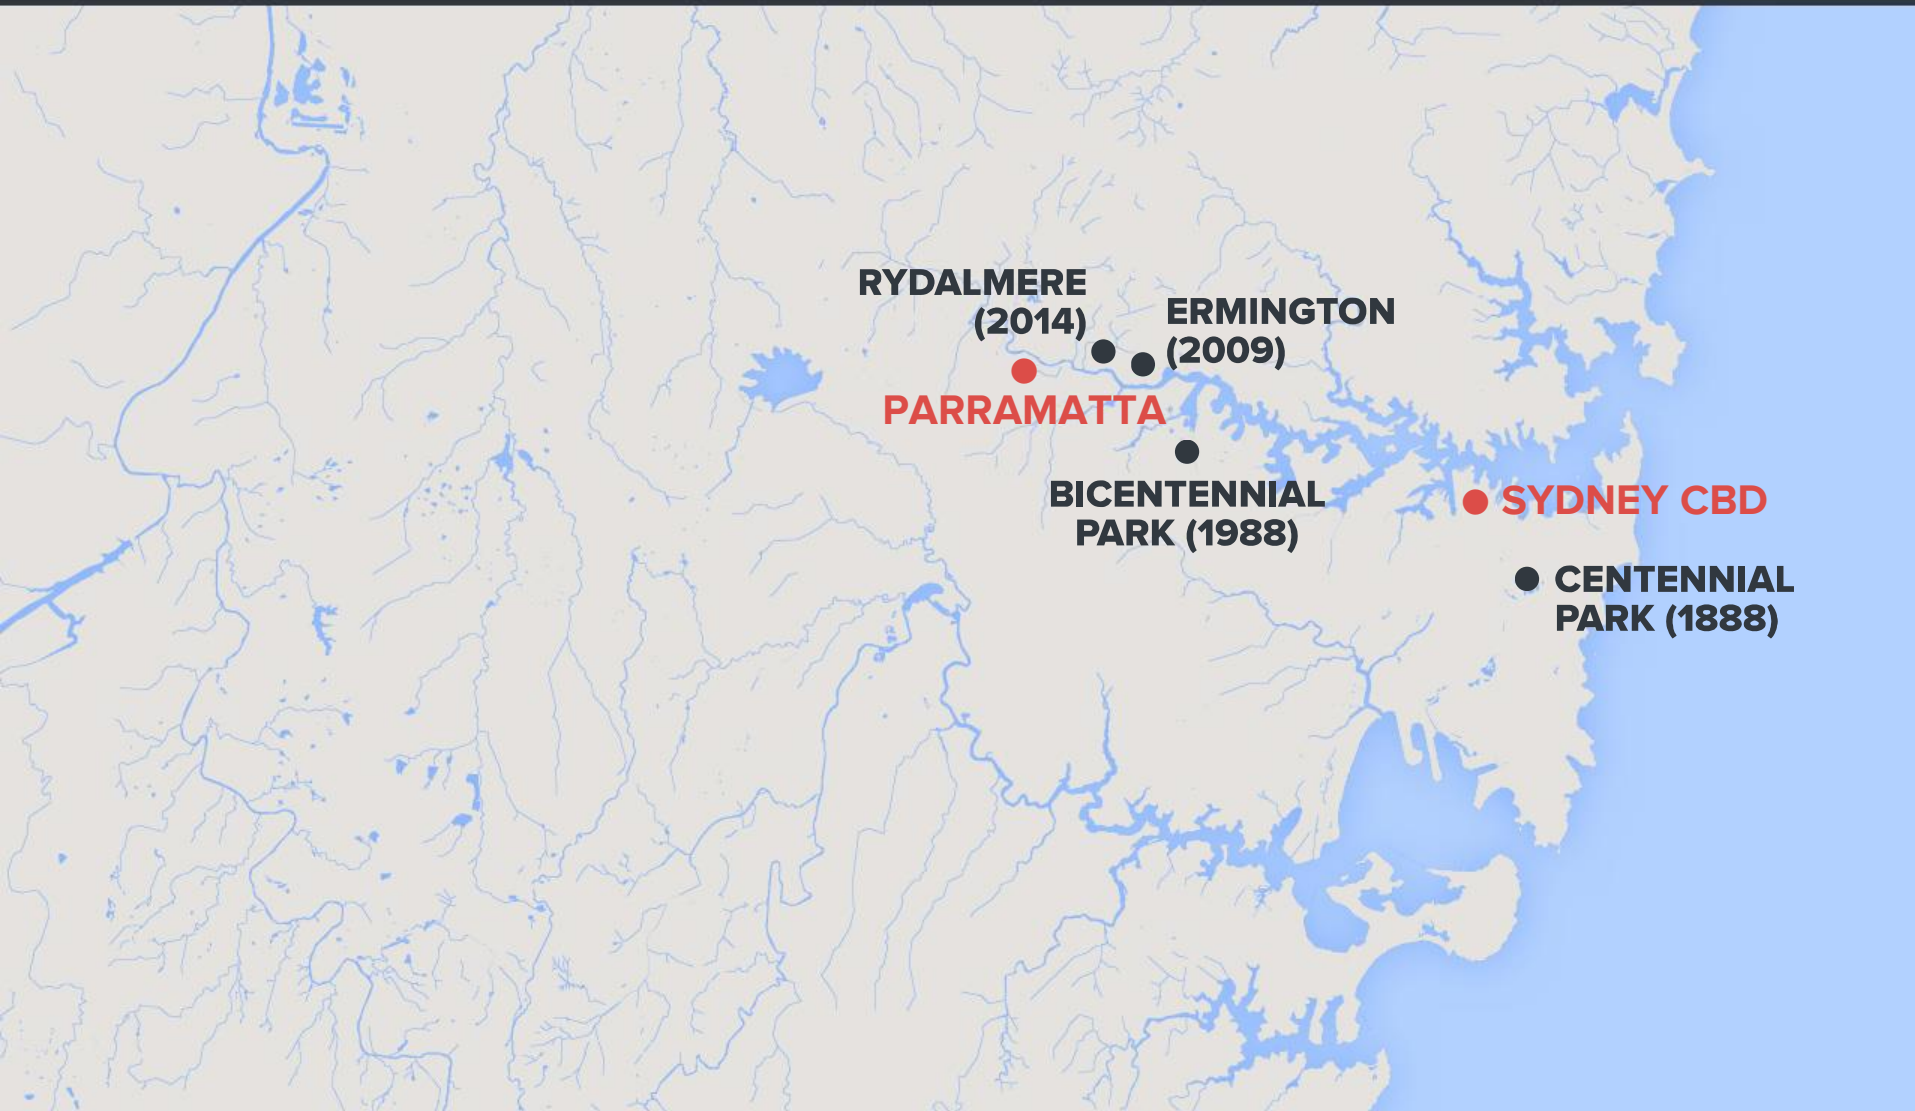 RYDALMERE
(2014)
ERMINGTON
(2009)
PARRAMATTA
BICENTENNIAL
PARK (1988)
SYDNEY CBD
CENTENNIAL
PARK (1888)